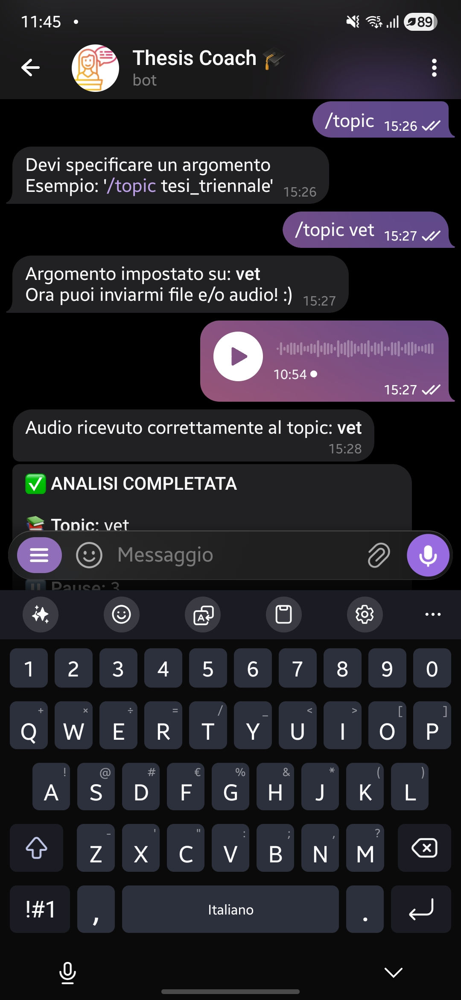 11:45
89
Thesis Coach 🎓
bot
/topic 15:26
Devi specificare un argomento
Esempio: '/topic tesi_triennale' 15:26
/topic vet 15:27
Argomento impostato su: vet
Ora puoi inviarmi file e/o audio! :) 15:27
10:54
15:27
Audio ricevuto correttamente al topic: vet
15:28
✅ ANALISI COMPLETATA
📚 Topic: vet
Messaggio
Pause: 3
1 2 3 4 5 6 7 8 9 0
+ × ÷ = / _ < > [ ]
Q W E R T Y U I O P
! @ # € % & * ( )
A S D F G H J K L
- ' " : ; , ?
Z X C V B N M
!#1 , Italiano .